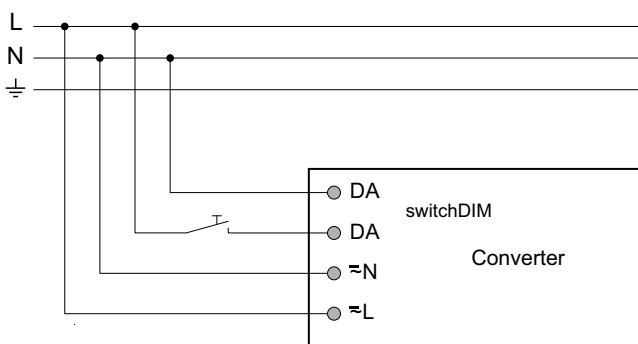 L
N
DA
switchDIM
DA
Converter
≂N
≂L